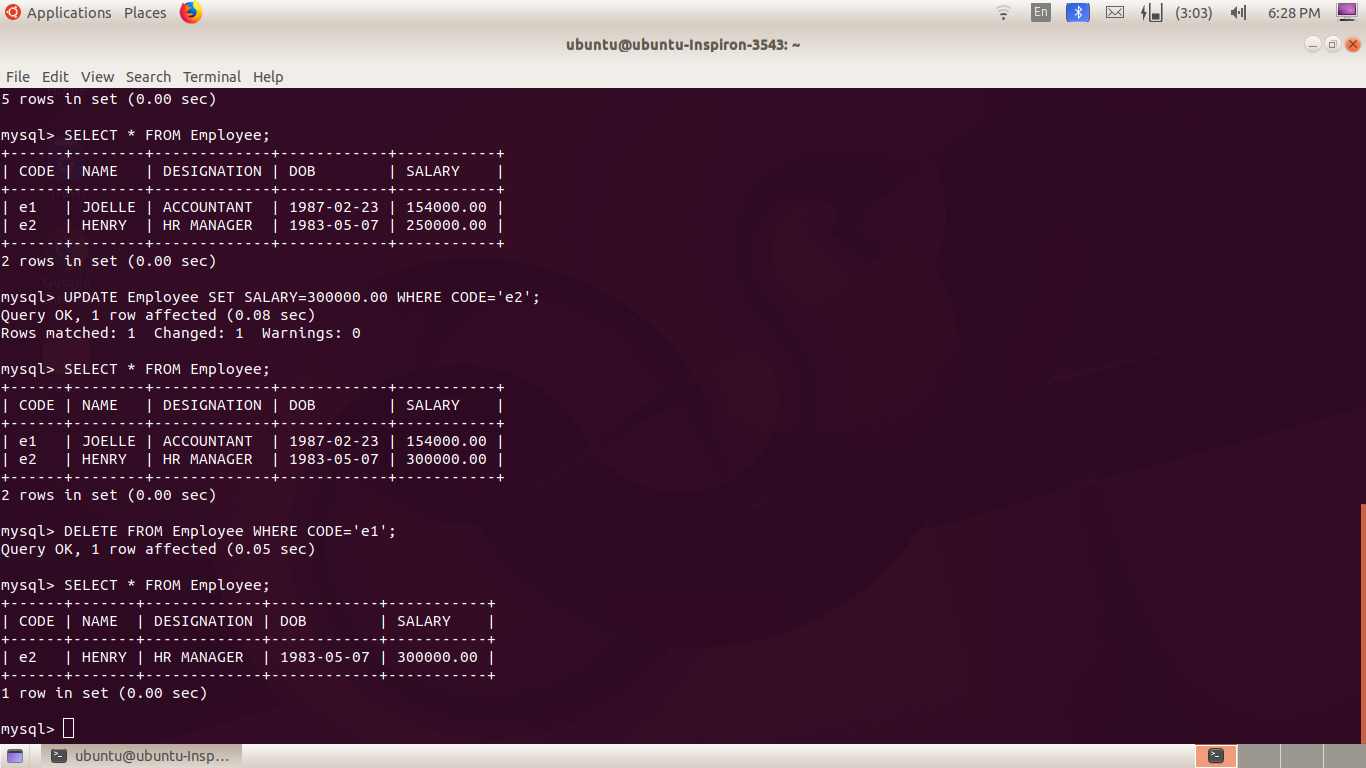 Applications Places En (3:03) 6:28 PM
ubuntu@ubuntu-Inspiron-3543: ~
File Edit View Search Terminal Help
5 rows in set (0.00 sec)
mysql> SELECT * FROM Employee;
+------+--------+-------------+------------+-----------+
| CODE | NAME   | DESIGNATION | DOB        | SALARY    |
+------+--------+-------------+------------+-----------+
| e1   | JOELLE | ACCOUNTANT  | 1987-02-23 | 154000.00 |
| e2   | HENRY  | HR MANAGER  | 1983-05-07 | 250000.00 |
+------+--------+-------------+------------+-----------+
2 rows in set (0.00 sec)
mysql> UPDATE Employee SET SALARY=300000.00 WHERE CODE='e2';
Query OK, 1 row affected (0.08 sec)
Rows matched: 1  Changed: 1  Warnings: 0
mysql> SELECT * FROM Employee;
+------+--------+-------------+------------+-----------+
| CODE | NAME   | DESIGNATION | DOB        | SALARY    |
+------+--------+-------------+------------+-----------+
| e1   | JOELLE | ACCOUNTANT  | 1987-02-23 | 154000.00 |
| e2   | HENRY  | HR MANAGER  | 1983-05-07 | 300000.00 |
+------+--------+-------------+------------+-----------+
2 rows in set (0.00 sec)
mysql> DELETE FROM Employee WHERE CODE='e1';
Query OK, 1 row affected (0.05 sec)
mysql> SELECT * FROM Employee;
+------+-------+-------------+------------+-----------+
| CODE | NAME  | DESIGNATION | DOB        | SALARY    |
+------+-------+-------------+------------+-----------+
| e2   | HENRY | HR MANAGER  | 1983-05-07 | 300000.00 |
+------+-------+-------------+------------+-----------+
1 row in set (0.00 sec)
mysql>
ubuntu@ubuntu-Insp...